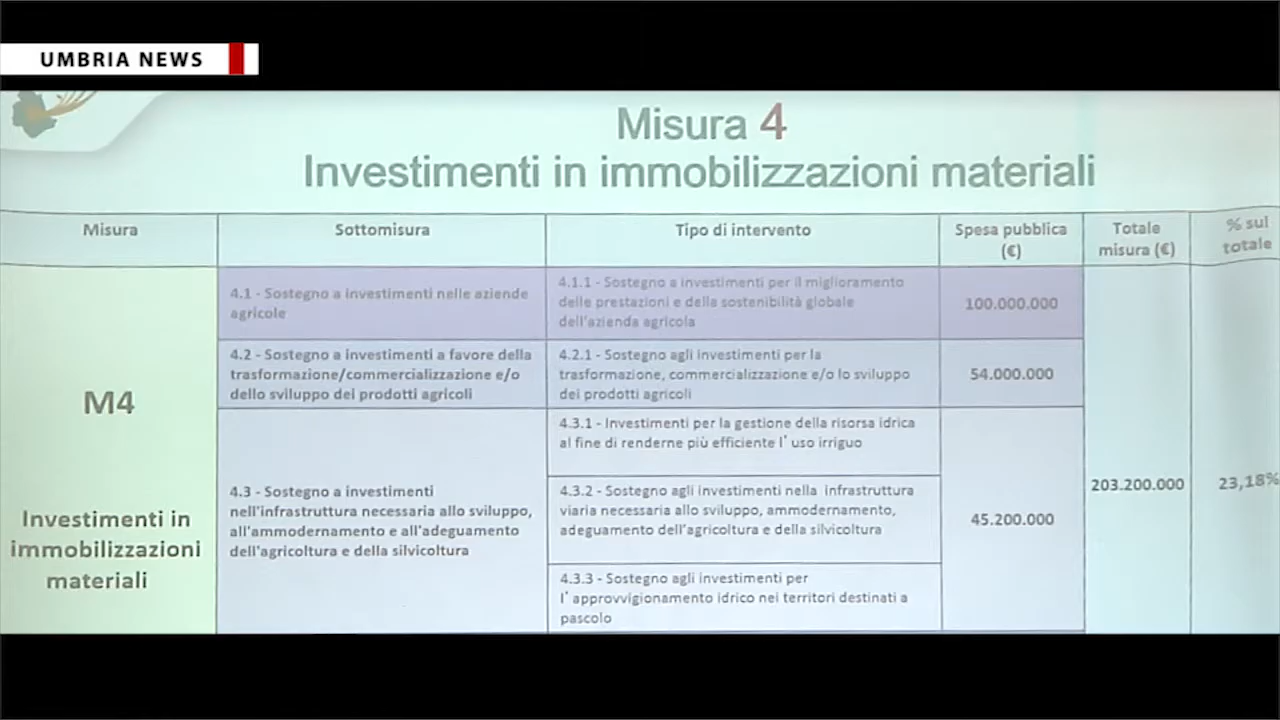 UMBRIA NEWS
Misura 4
Investimenti in immobilizzazioni materiali
Misura
Sottomisura
Tipo di intervento
Spesa pubblica
(€)
Totale
misura (€)
% sul
totale
M4
Investimenti in
immobilizzazioni
materiali
4.1 - Sostegno a investimenti nelle aziende
agricole
4.1.1 - Sostegno a investimenti per il miglioramento
delle prestazioni e della sostenibilità globale
dell'azienda agricola
100.000.000
4.2 - Sostegno a investimenti a favore della
trasformazione/commercializzazione e/o
dello sviluppo dei prodotti agricoli
4.2.1 - Sostegno agli investimenti per la
trasformazione, commercializzazione e/o lo sviluppo
dei prodotti agricoli
54.000.000
4.3 - Sostegno a investimenti
nell'infrastruttura necessaria allo sviluppo,
all'ammodernamento e all'adeguamento
dell'agricoltura e della silvicoltura
4.3.1 - Investimenti per la gestione della risorsa idrica
al fine di renderne più efficiente l' uso irriguo
4.3.2 - Sostegno agli investimenti nella infrastruttura
viaria necessaria allo sviluppo, ammodernamento,
adeguamento dell'agricoltura e della silvicoltura
4.3.3 - Sostegno agli investimenti per
l' approvvigionamento idrico nei territori destinati a
pascolo
45.200.000
203.200.000
23,18%